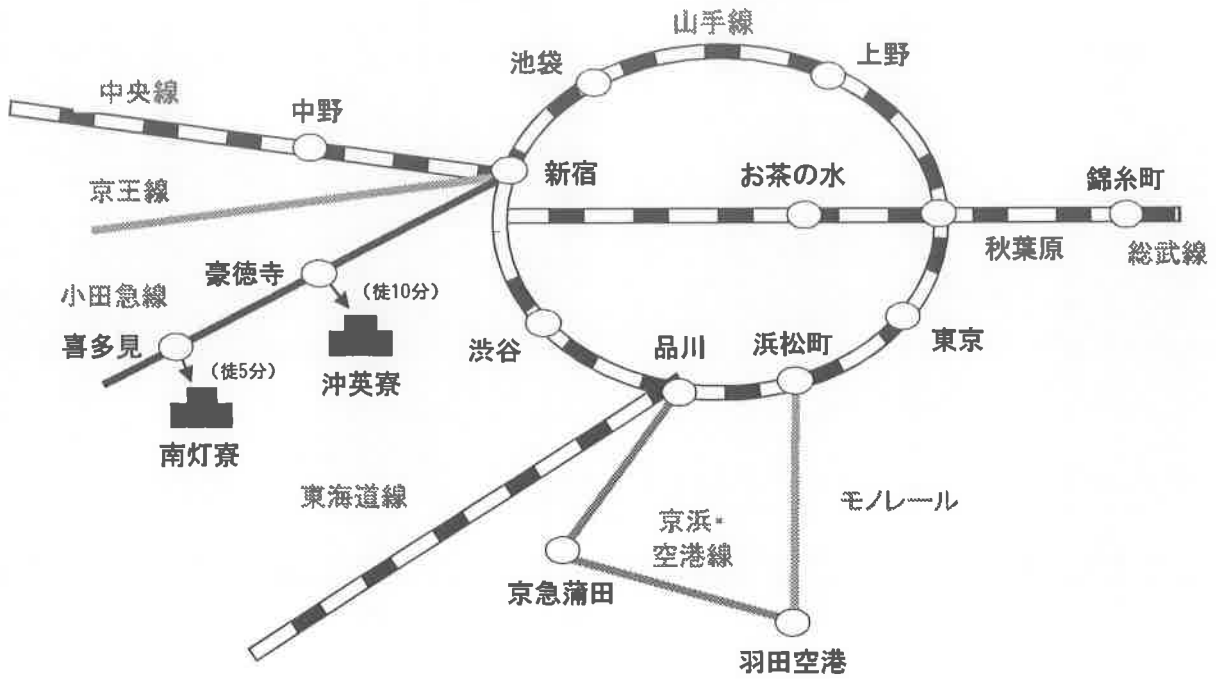 山手線
池袋
上野
中央線
中野
新宿
お茶の水
錦糸町
京王線
秋葉原
総武線
豪徳寺
小田急線
(徒10分)
喜多見
沖英寮
(徒5分)
南灯寮
渋谷
品川
浜松町
東京
東海道線
モノレール
京浜・
空港線
京急蒲田
羽田空港